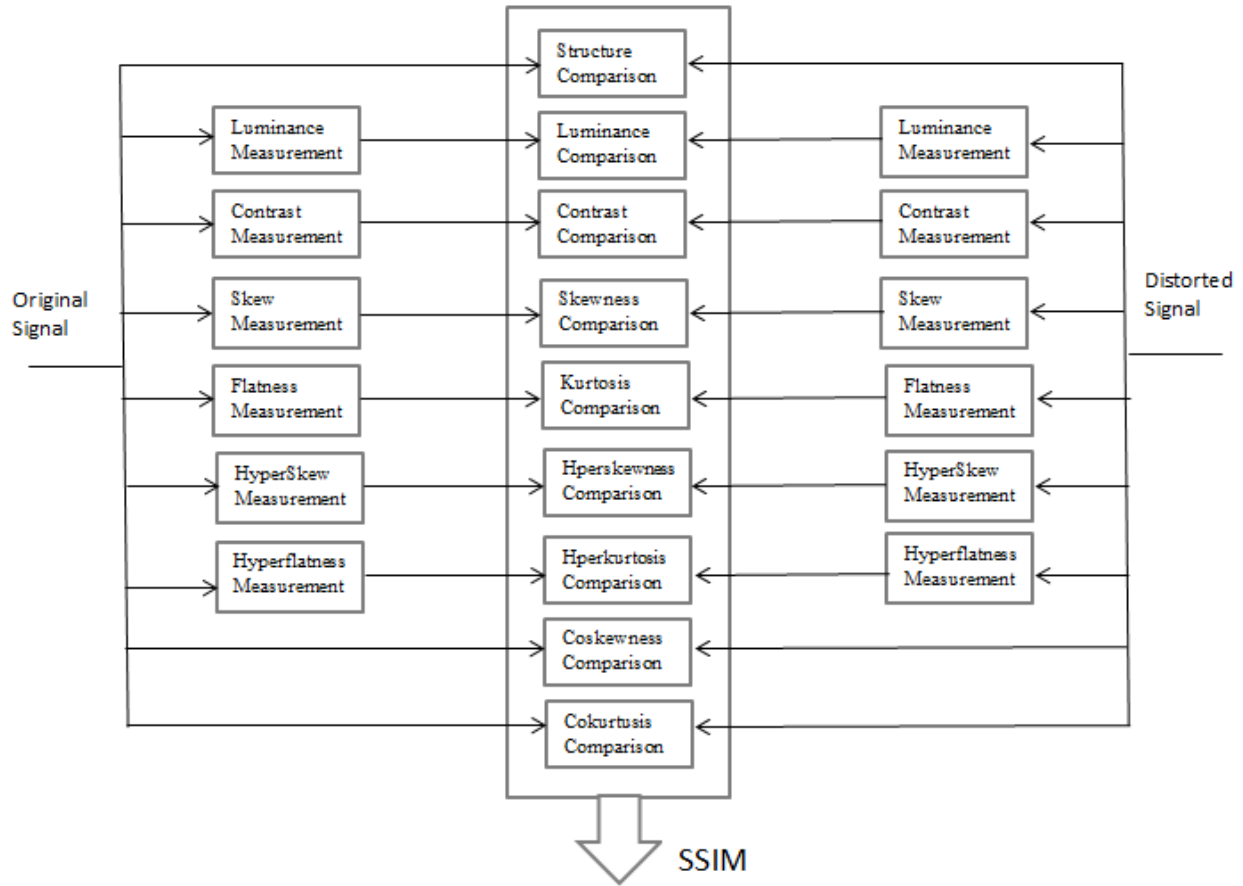 Structure
Comparison
Luminance
Measurement
Luminance
Comparison
Luminance
Measurement
Contrast
Measurement
Contrast
Comparison
Contrast
Measurement
Original
Signal
Skew
Measurement
Skewness
Comparison
Skew
Measurement
Distorted
Signal
Flatness
Measurement
Kurtosis
Comparison
Flatness
Measurement
HyperSkew
Measurement
Hperskewness
Comparison
HyperSkew
Measurement
Hyperflatness
Measurement
Hperkurtosis
Comparison
Hyperflatness
Measurement
Coskewness
Comparison
Cokurtusis
Comparison
SSIM